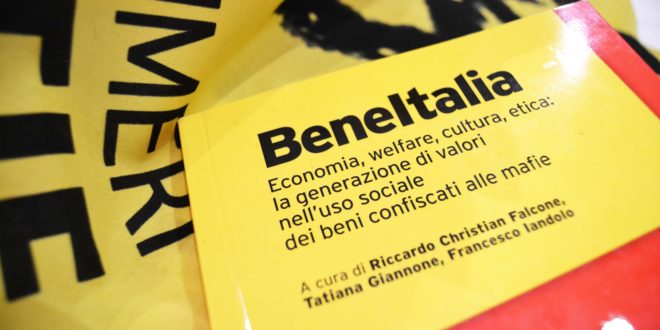 UMERI
BeneItalia
Economia, welfare, cultura, etica:
la generazione di valori
nell'uso sociale
dei beni confiscati alle mafie
A cura di Riccardo Christian Falcone,
Tatiana Giannone, Francesco Iandolo